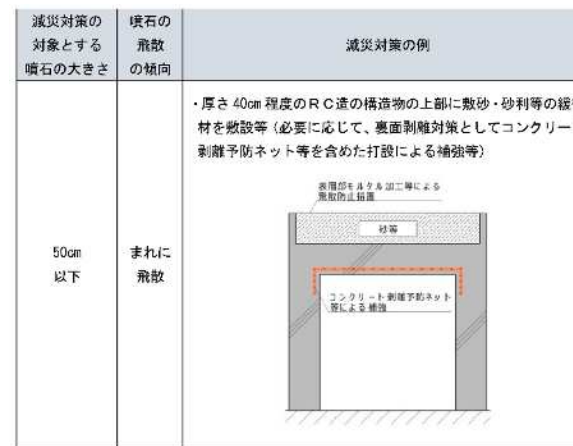 減災対策の
対象とする
噴石の大きさ
噴石の
飛散
の傾向
減災対策の例
50cm
以下
まれに
飛散
・厚さ 40cm 程度のRC造の構造物の上部に敷砂・砂利等の緩
材を敷設等(必要に応じて、裏面剥離対策としてコンクリー
剥離予防ネット等を含めた打設による補強等)
表層部モルタル加工等による
飛散防止措置
砂等
コンクリート剥離予防ネット
等による補強